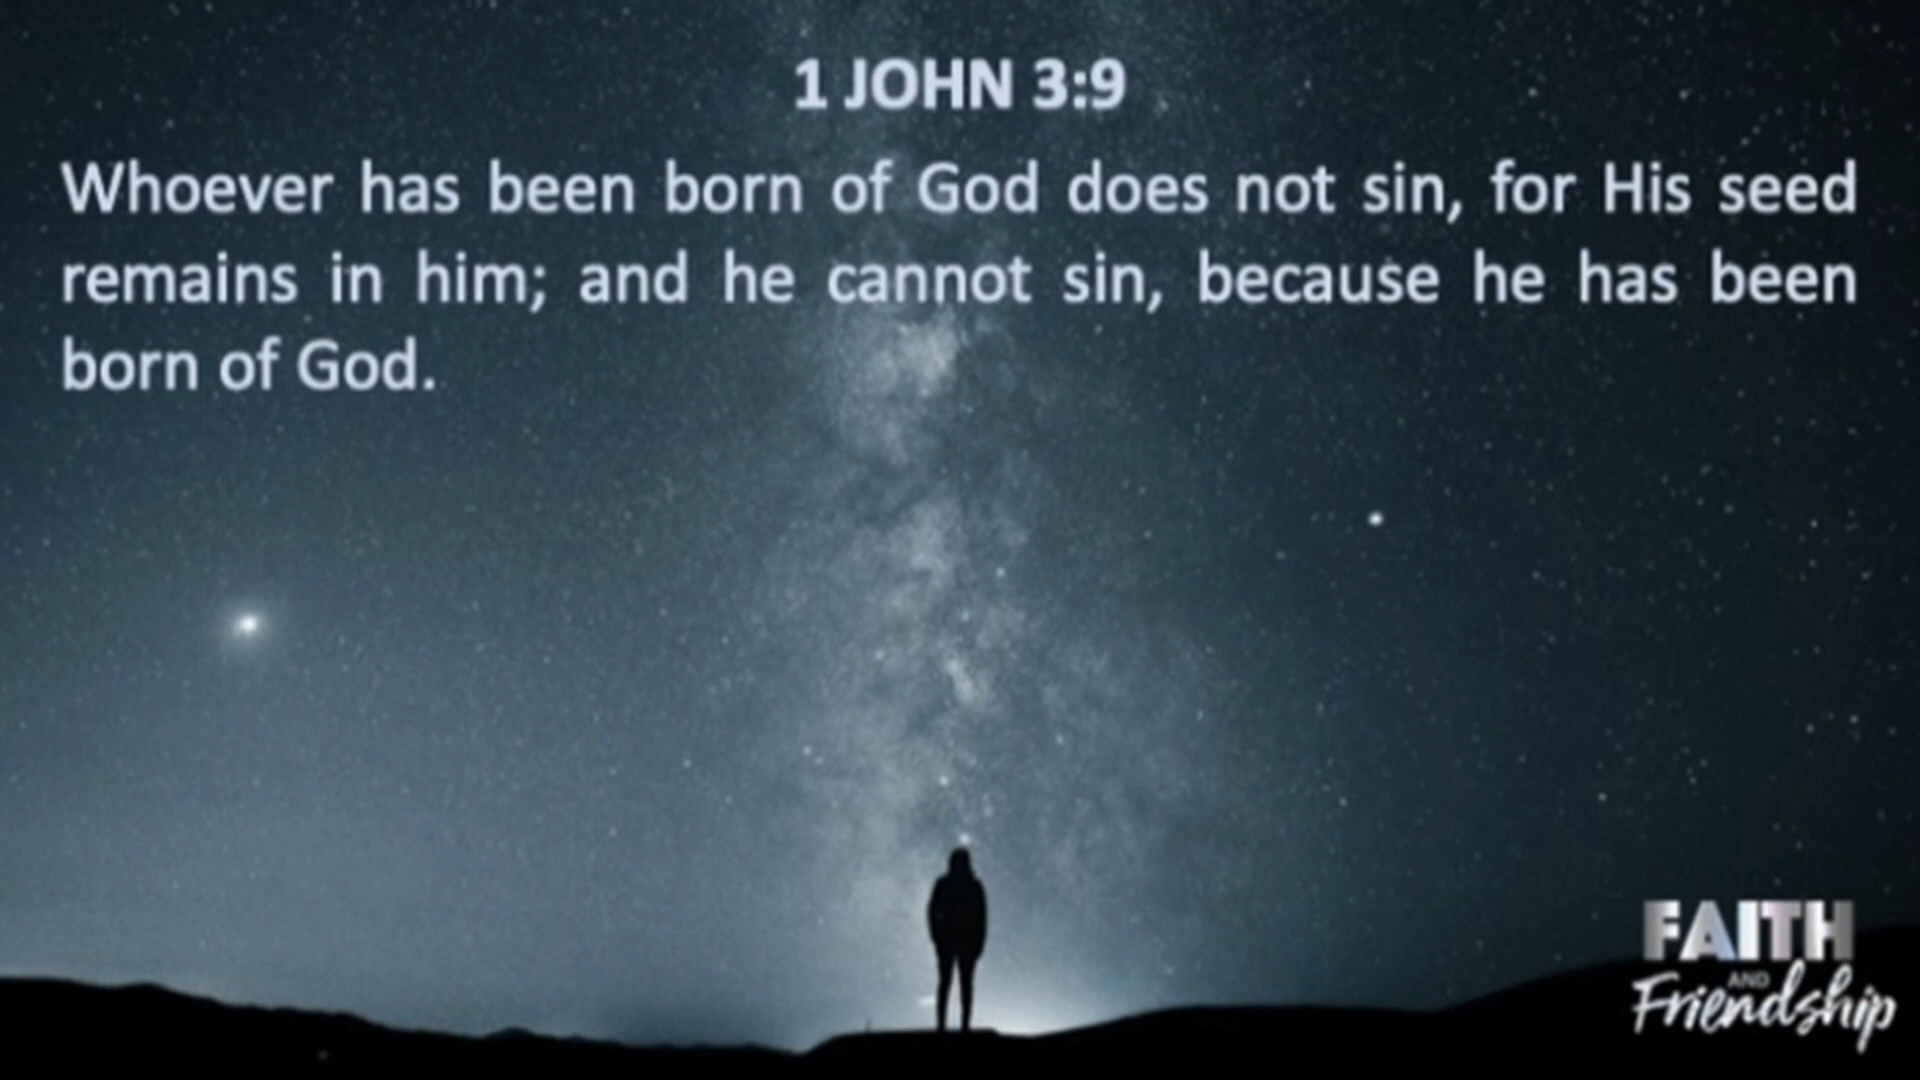 1 JOHN 3:9
Whoever has been born of God does not sin, for His seed
remains in him; and he cannot sin, because he has been
born of God.
FAITH
AND
Friendship